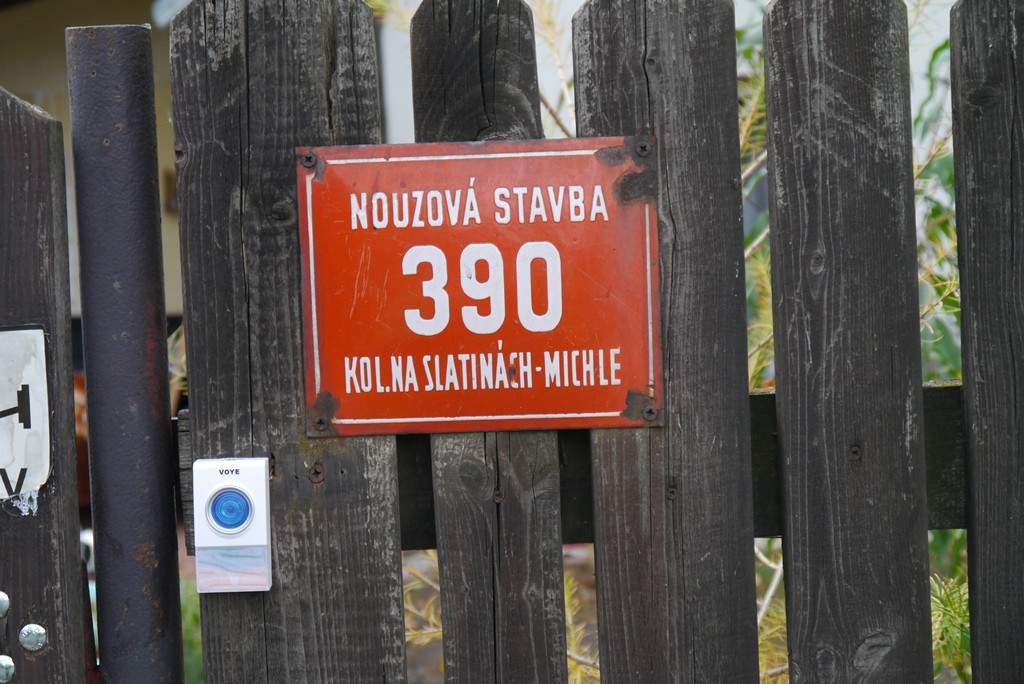 NOUZOVÁ STAVBA
390
KOL.NA SLATINÁCH-MICHLE
VOYE
V